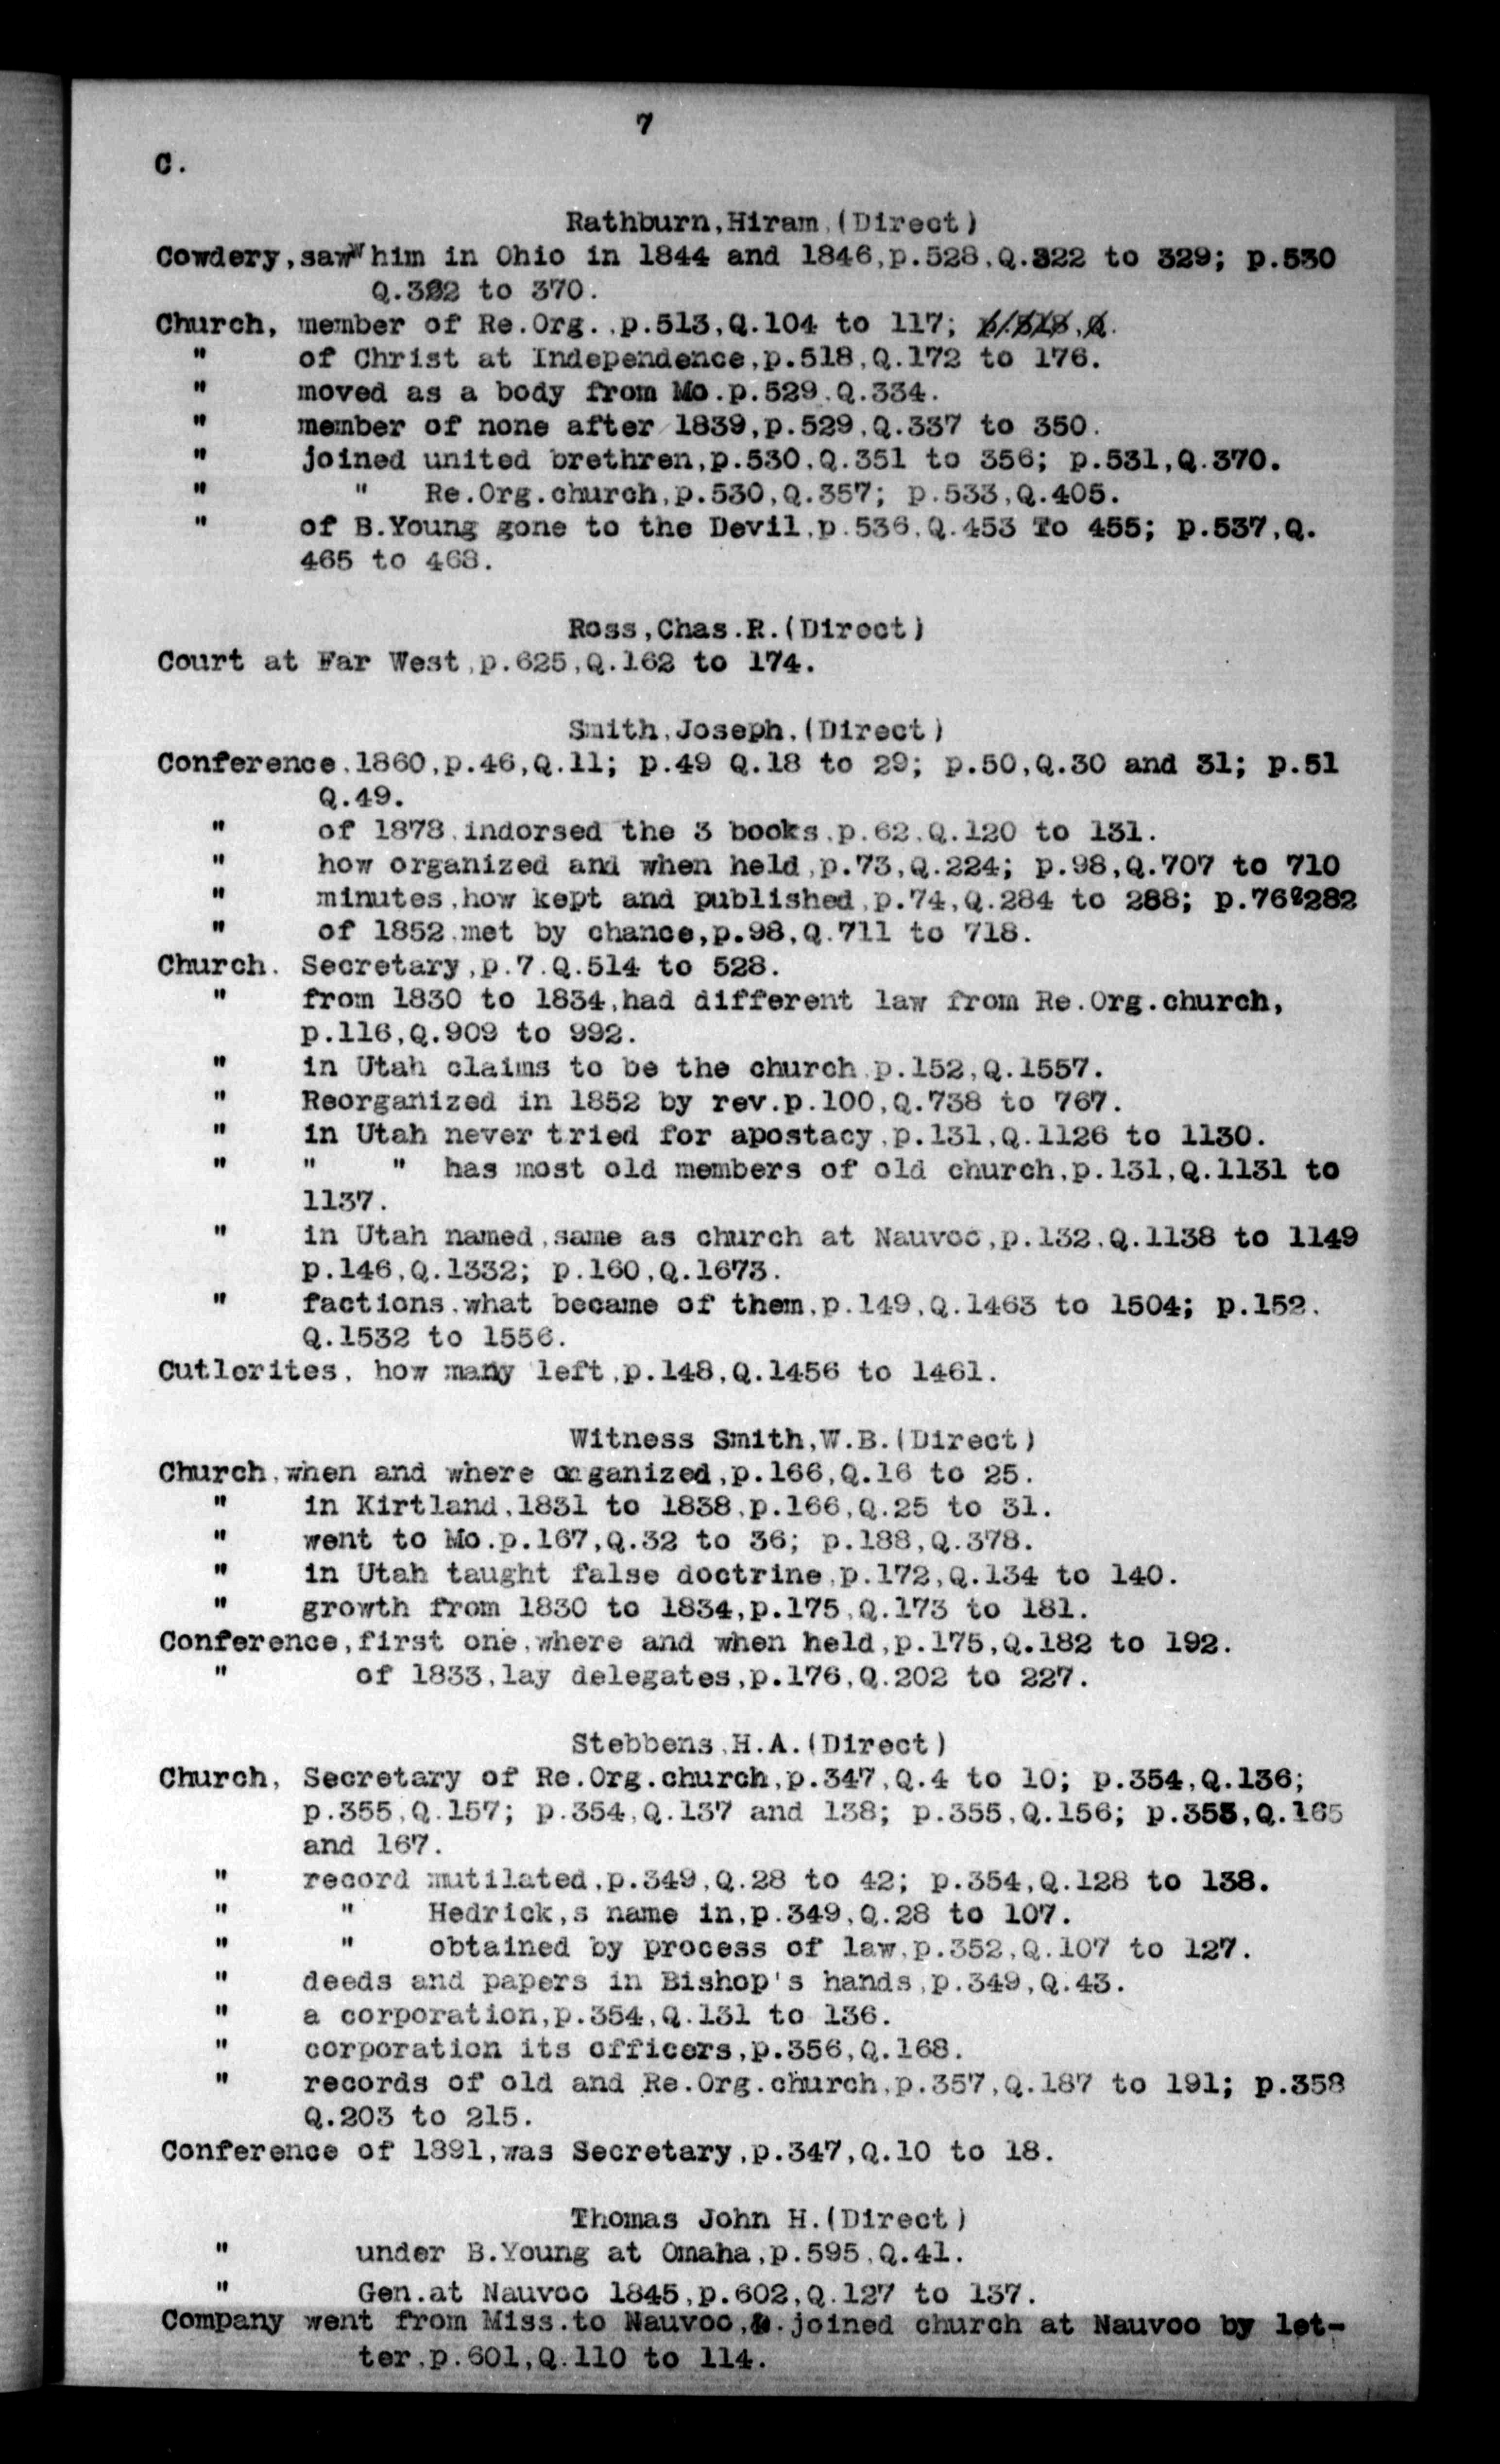 7
C.
Rathburn,Hiram,(Direct)
Cowdery,saw him in Ohio in 1844 and 1846,p.528,Q.322 to 329; p.530
Q.382 to 370.
Church, member of Re.Org.,p.513,Q.104 to 117; p.518,Q.
" of Christ at Independence,p.518,Q.172 to 176.
" moved as a body from Mo.p.529,Q.334.
" member of none after 1839,p.529,Q.337 to 350.
" joined united brethren,p.530,Q.351 to 356; p.531,Q.370.
" " Re.Org.church,p.530,Q.357; p.533,Q.405.
" of B.Young gone to the Devil,p.536,Q.453 To 455; p.537,Q.
465 to 468.
Ross,Chas.R.(Direct)
Court at Far West,p.625,Q.162 to 174.
Smith,Joseph,(Direct)
Conference,1860,p.46,Q.11; p.49 Q.18 to 29; p.50,Q.30 and 31; p.51
Q.49.
" of 1878,indorsed the 3 books,p.62,Q.120 to 131.
" how organized and when held,p.73,Q.224; p.98,Q.707 to 710
" minutes,how kept and published,p.74,Q.284 to 288; p.76Q282
" of 1852,met by chance,p.98,Q.711 to 718.
Church. Secretary,p.7.Q.514 to 528.
" from 1830 to 1834,had different law from Re.Org.church,
p.116,Q.909 to 992.
" in Utah claims to be the church,p.152,Q.1557.
" Reorganized in 1852 by rev.p.100,Q.738 to 767.
" in Utah never tried for apostacy,p.131,Q.1126 to 1130.
" " " has most old members of old church,p.131,Q.1131 to
1137.
" in Utah named,same as church at Nauvoo,p.132,Q.1138 to 1149
p.146,Q.1332; p.160,Q.1673.
" factions,what became of them,p.149,Q.1463 to 1504; p.152,
Q.1532 to 1556.
Cutlerites, how many left,p.148,Q.1456 to 1461.
Witness Smith,W.B.(Direct)
Church,when and where organized,p.166,Q.16 to 25.
" in Kirtland,1831 to 1838,p.166,Q.25 to 31.
" went to Mo.p.167,Q.32 to 36; p.188,Q.378.
" in Utah taught false doctrine,p.172,Q.134 to 140.
" growth from 1830 to 1834,p.175,Q.173 to 181.
Conference,first one,where and when held,p.175,Q.182 to 192.
" of 1833,lay delegates,p.176,Q.202 to 227.
Stebbens,H.A.(Direct)
Church, Secretary of Re.Org.church,p.347,Q.4 to 10; p.354,Q.136;
p.355,Q.157; p.354,Q.137 and 138; p.355,Q.156; p.355,Q.165
and 167.
" record mutilated,p.349,Q.28 to 42; p.354,Q.128 to 138.
" " Hedrick,s name in,p.349,Q.28 to 107.
" " obtained by process of law,p.352,Q.107 to 127.
" deeds and papers in Bishop's hands,p.349,Q.43.
" a corporation,p.354,Q.131 to 136.
" corporation its officers,p.356,Q.168.
" records of old and Re.Org.church,p.357,Q.187 to 191; p.358
Q.203 to 215.
Conference of 1891,was Secretary,p.347,Q.10 to 18.
Thomas John H.(Direct)
" under B.Young at Omaha,p.595,Q.41.
" Gen.at Nauvoo 1845,p.602,Q.127 to 137.
Company went from Miss.to Nauvoo,&.joined church at Nauvoo by let-
ter,p.601,Q.110 to 114.